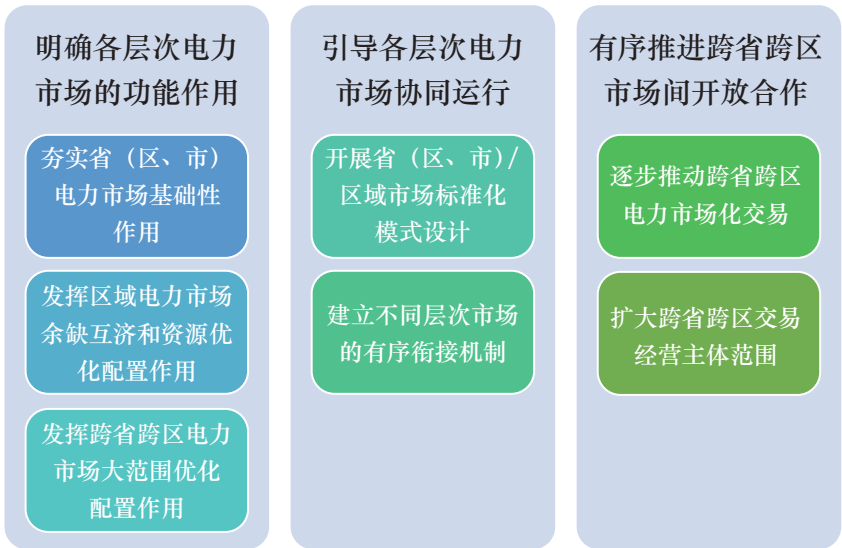 明确各层次电力
市场的功能作用
夯实省（区、市）
电力市场基础性
作用
发挥区域电力市场
余缺互济和资源优
化配置作用
发挥跨省跨区电力
市场大范围优化
配置作用
引导各层次电力
市场协同运行
开展省（区、市）/
区域市场标准化
模式设计
建立不同层次市场
的有序衔接机制
有序推进跨省跨区
市场间开放合作
逐步推动跨省跨区
电力市场化交易
扩大跨省跨区交易
经营主体范围